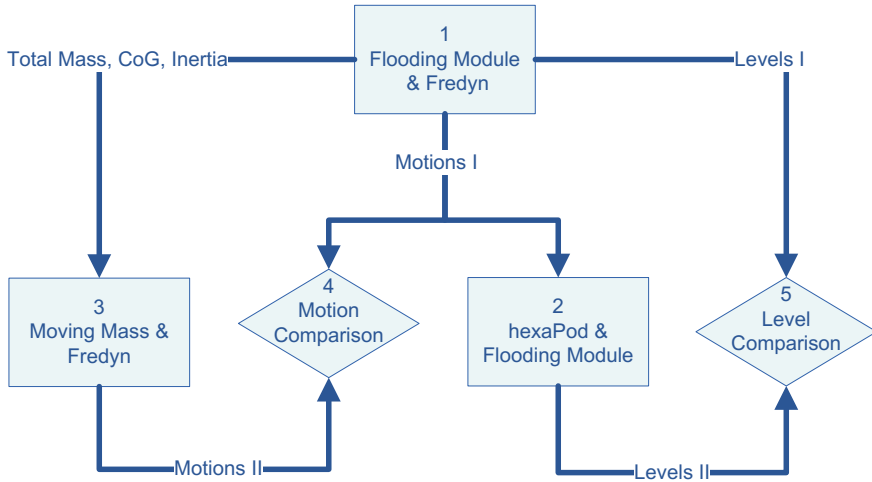 1
Flooding Module
& Fredyn
Total Mass, CoG, Inertia
Levels I
Motions I
3
Moving Mass &
Fredyn
4
Motion
Comparison
2
hexaPod &
Flooding Module
5
Level
Comparison
Motions II
Levels II